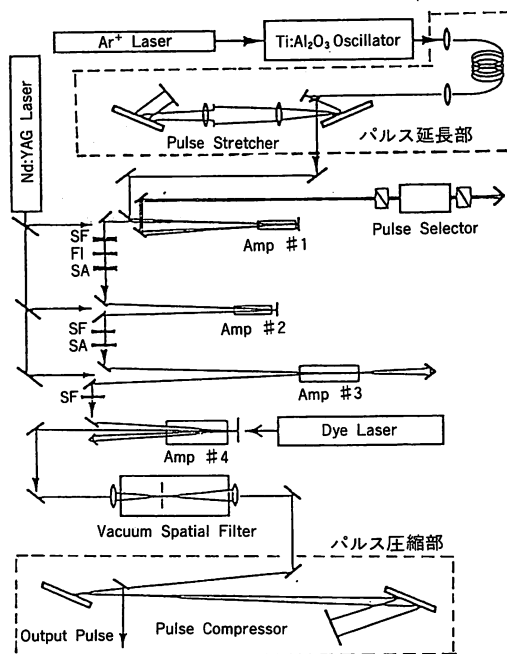 Ar⁺ Laser
Ti:Al₂O₃ Oscillator
Nd:YAG Laser
Pulse Stretcher
パルス延長部
Pulse Selector
Amp ♯1
SF
FI
SA
Amp ♯2
SF
SA
Amp ♯3
SF
Dye Laser
Amp ♯4
Vacuum Spatial Filter
パルス圧縮部
Output Pulse
Pulse Compressor